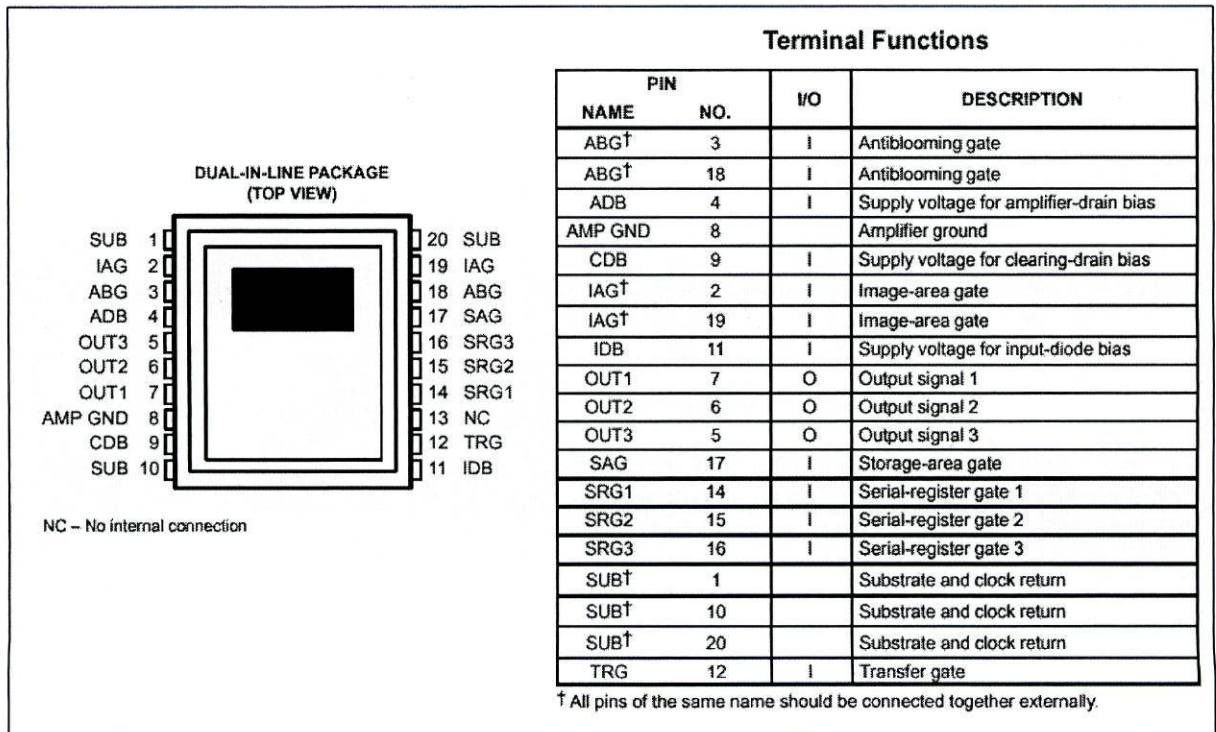 DUAL-IN-LINE PACKAGE
(TOP VIEW)
SUB 1 20 SUB
IAG 2 19 IAG
ABG 3 18 ABG
ADB 4 17 SAG
OUT3 5 16 SRG3
OUT2 6 15 SRG2
OUT1 7 14 SRG1
AMP GND 8 13 NC
CDB 9 12 TRG
SUB 10 11 IDB
NC – No internal connection
Terminal Functions
PIN I/O DESCRIPTION
NAME NO.
ABG† 3 I Antiblooming gate
ABG† 18 I Antiblooming gate
ADB 4 I Supply voltage for amplifier-drain bias
AMP GND 8 Amplifier ground
CDB 9 I Supply voltage for clearing-drain bias
IAG† 2 I Image-area gate
IAG† 19 I Image-area gate
IDB 11 I Supply voltage for input-diode bias
OUT1 7 O Output signal 1
OUT2 6 O Output signal 2
OUT3 5 O Output signal 3
SAG 17 I Storage-area gate
SRG1 14 I Serial-register gate 1
SRG2 15 I Serial-register gate 2
SRG3 16 I Serial-register gate 3
SUB† 1 Substrate and clock return
SUB† 10 Substrate and clock return
SUB† 20 Substrate and clock return
TRG 12 I Transfer gate
† All pins of the same name should be connected together externally.